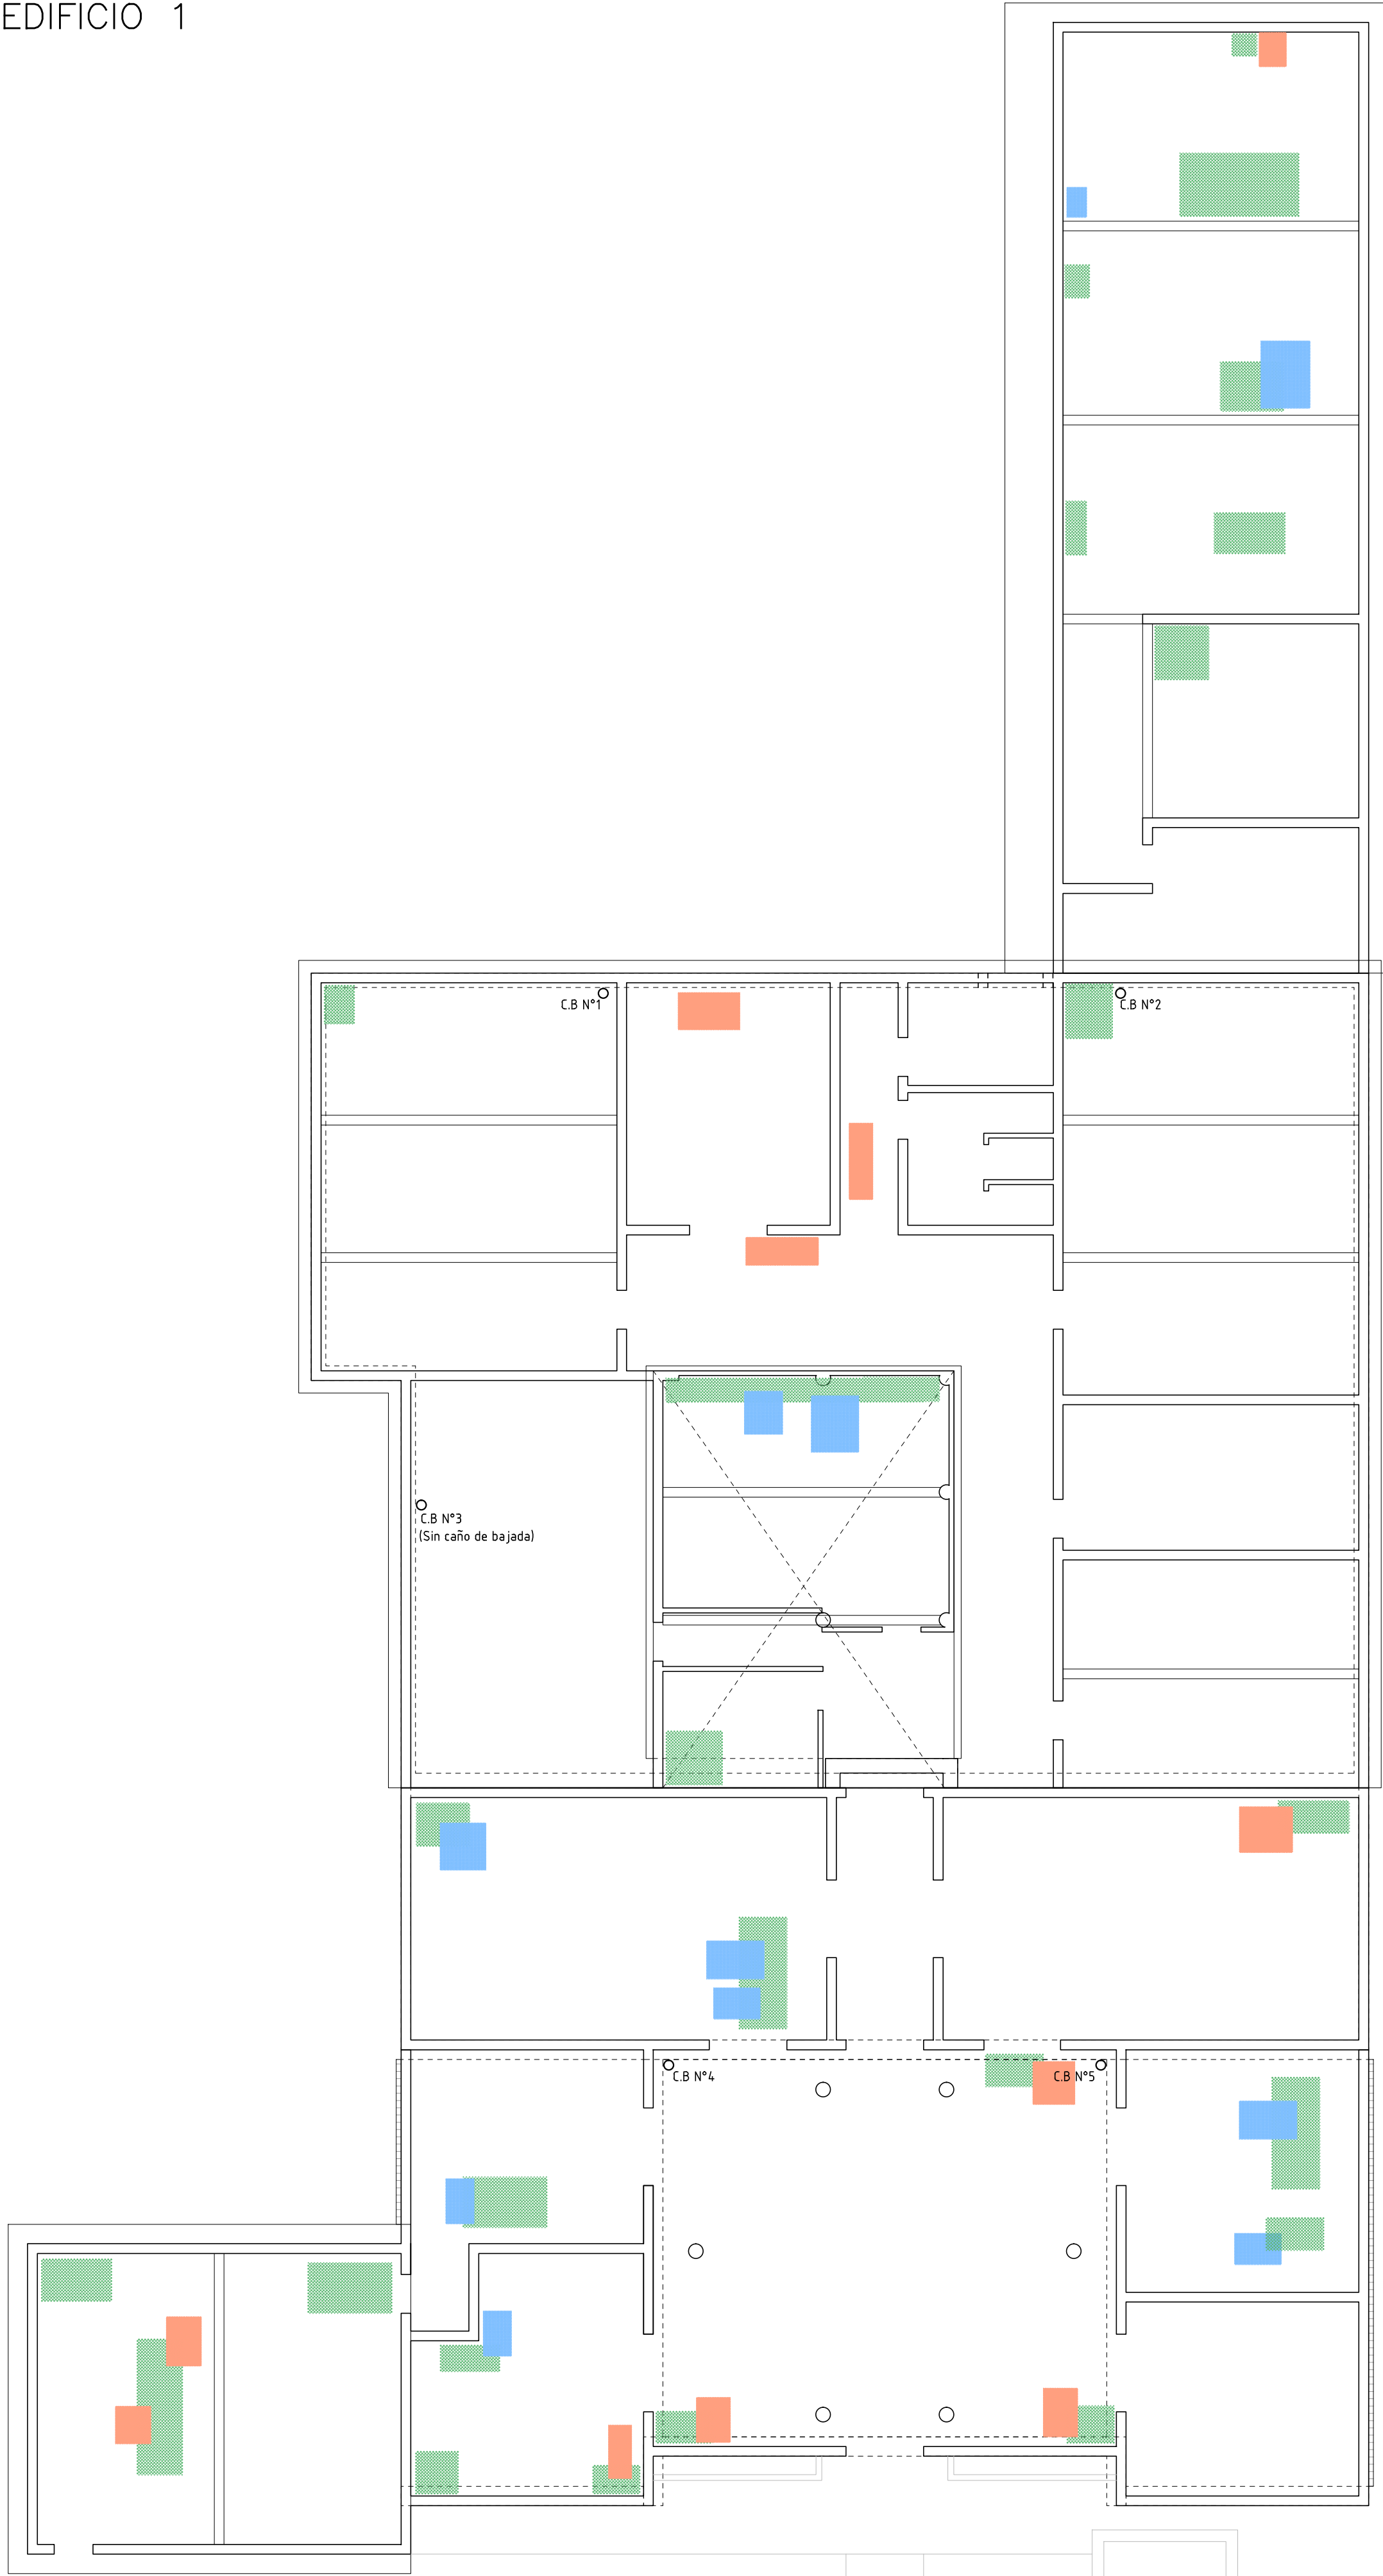 EDIFICIO 1
C.B N°1
C.B N°2
C.B N°3
(Sin caño de bajada)
C.B N°4
C.B N°5